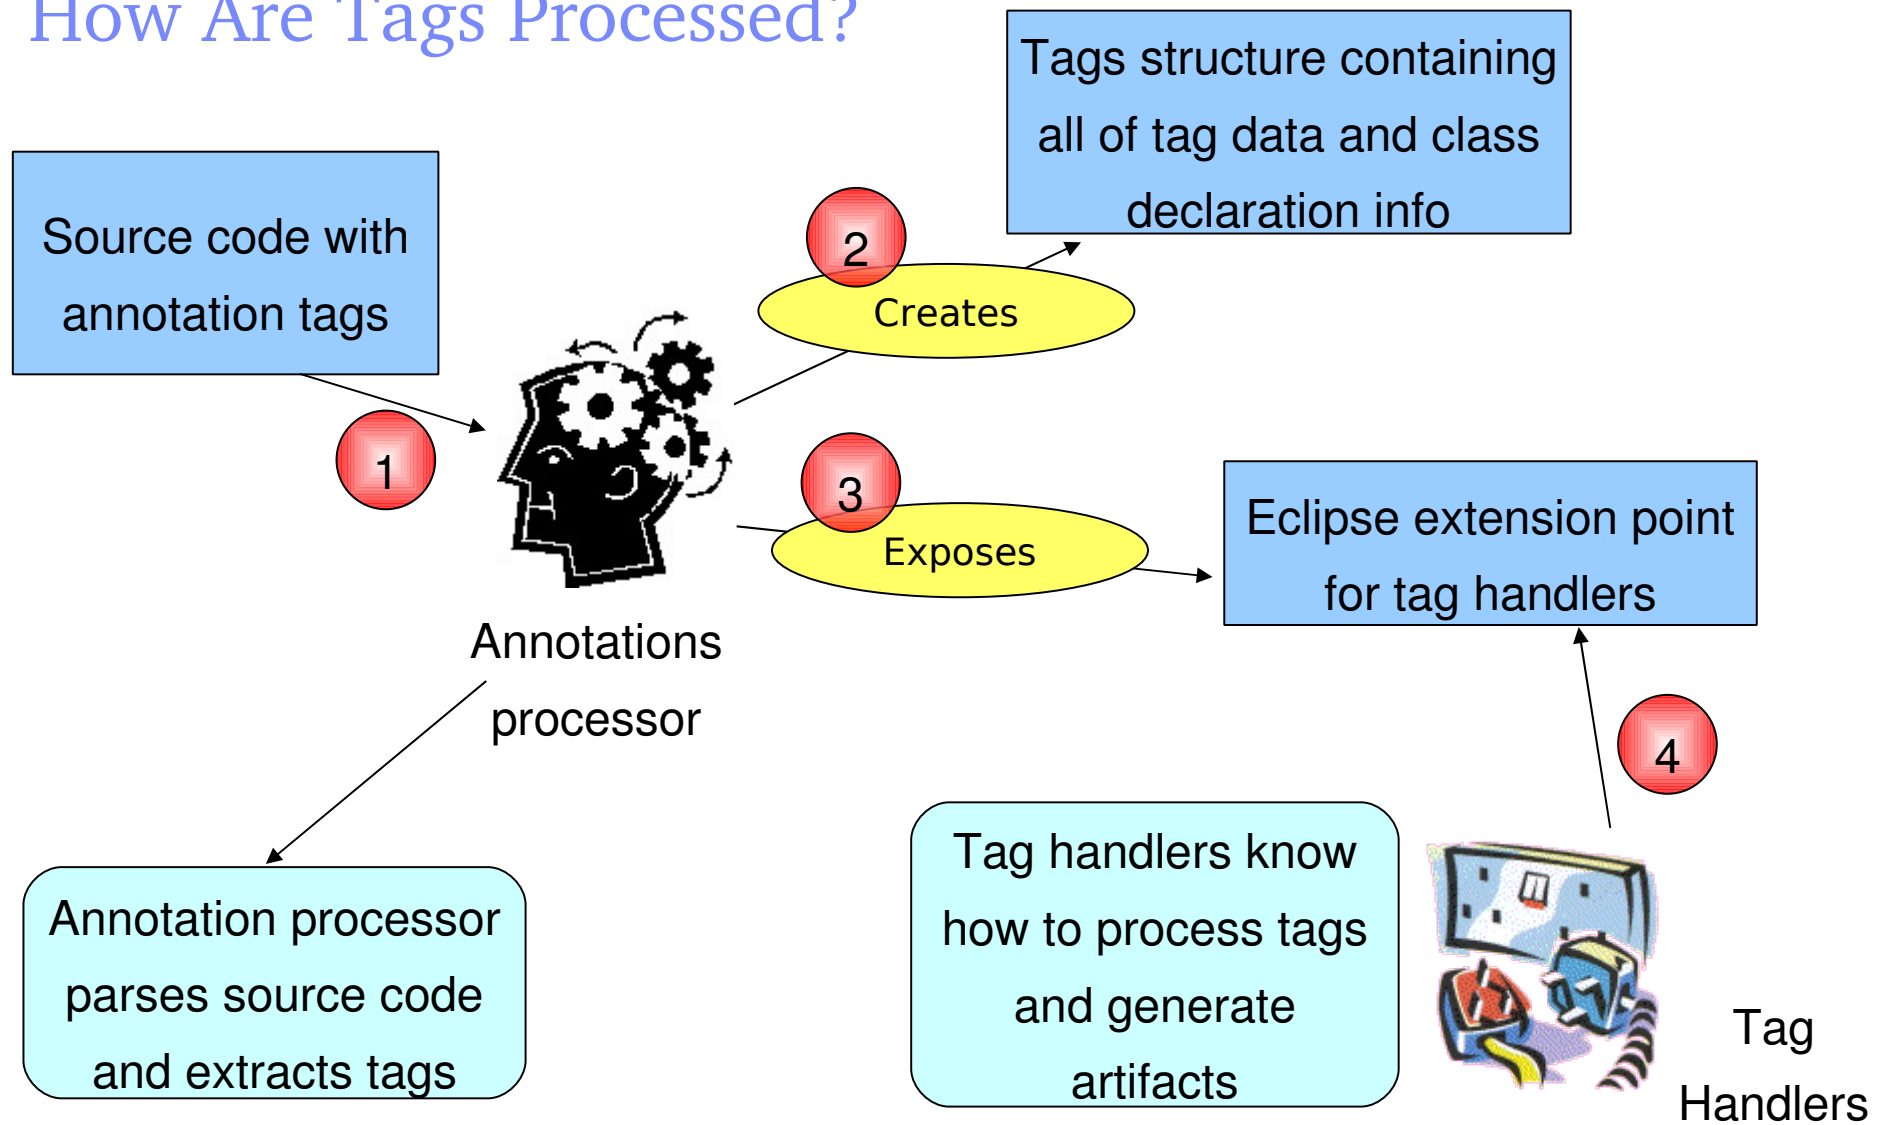 How Are Tags Processed?
Tags structure containing
all of tag data and class
declaration info
Source code with
annotation tags
2
Creates
1
3
Exposes
Eclipse extension point
for tag handlers
Annotations
processor
4
Tag handlers know
how to process tags
and generate
artifacts
Annotation processor
parses source code
and extracts tags
Tag
Handlers